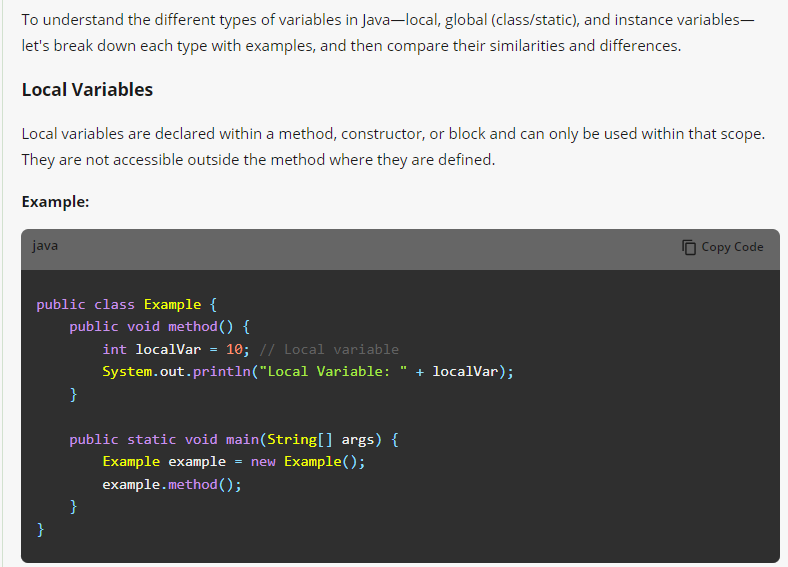 To understand the different types of variables in Java—local, global (class/static), and instance variables—
let's break down each type with examples, and then compare their similarities and differences.
Local Variables
Local variables are declared within a method, constructor, or block and can only be used within that scope.
They are not accessible outside the method where they are defined.
Example:
java Copy Code
public class Example {
    public void method() {
        int localVar = 10; // Local variable
        System.out.println("Local Variable: " + localVar);
    }

    public static void main(String[] args) {
        Example example = new Example();
        example.method();
    }
}